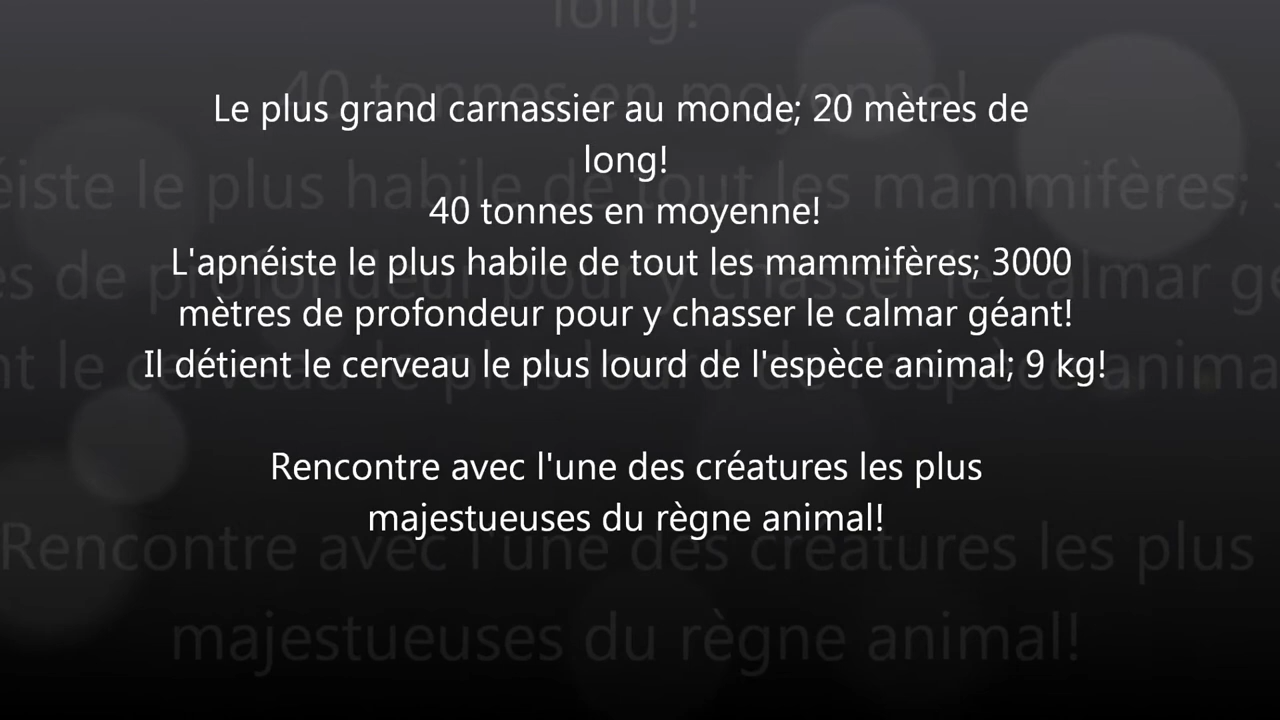 Le plus grand carnassier au monde; 20 mètres de
long!
40 tonnes en moyenne!
L'apnéiste le plus habile de tout les mammifères; 3000
mètres de profondeur pour y chasser le calmar géant!
Il détient le cerveau le plus lourd de l'espèce animal; 9 kg!
Rencontre avec l'une des créatures les plus
majestueuses du règne animal!